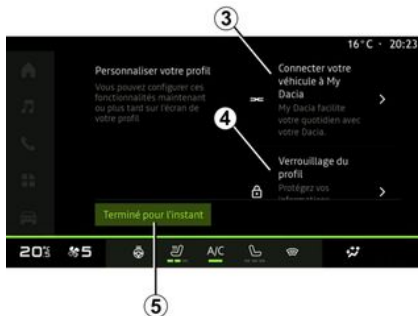 3
16°C · 20:23
Personnaliser votre profil
Vous pouvez configurer ces
fonctionnalités maintenant
ou plus tard sur l'écran de
votre profil
Connecter votre
véhicule à My
Dacia
My Dacia facilite
votre quotidien avec
votre Dacia.
4
Verrouillage du
profil
Protégez vos
informations
Terminé pour l'instant
20 5
A/C
5